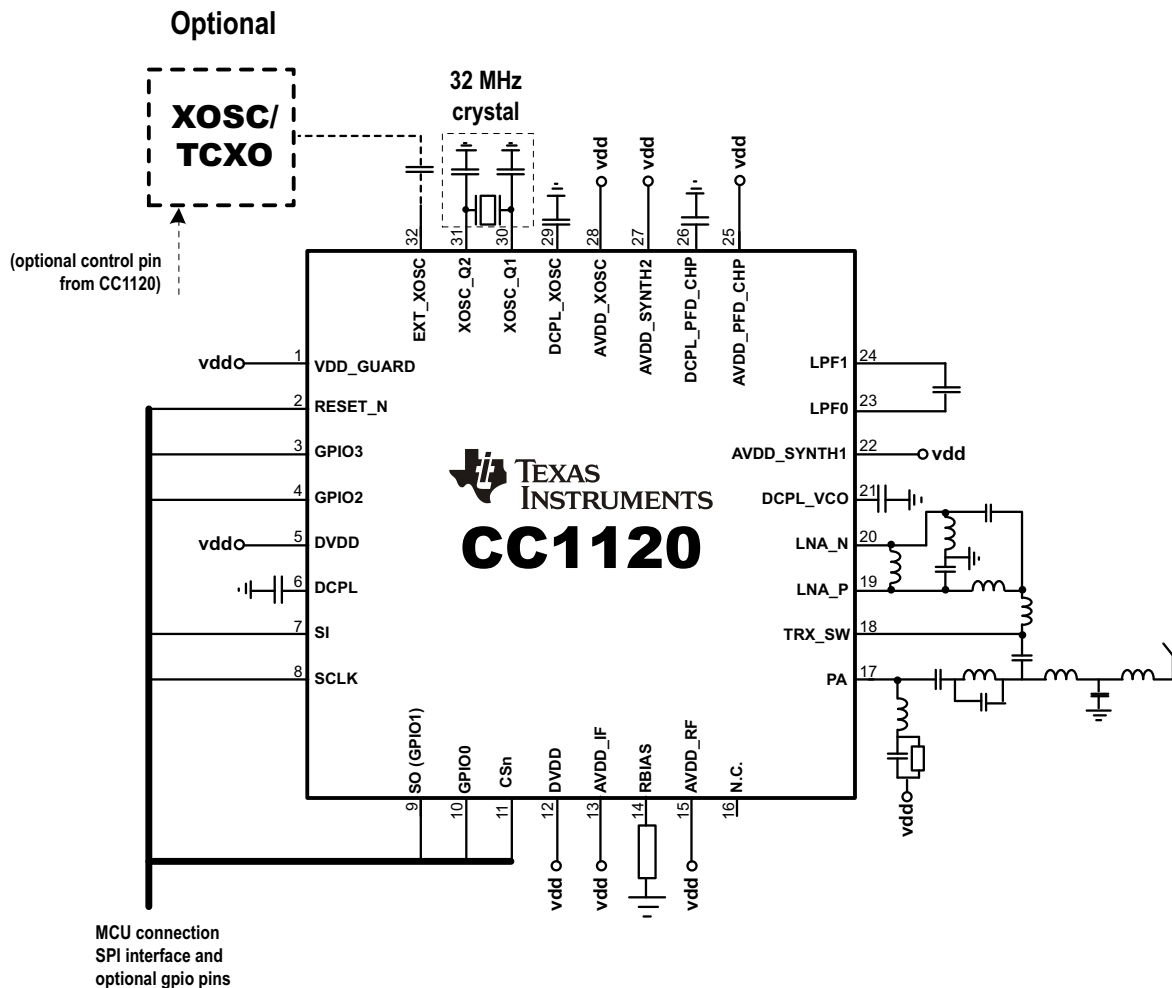 Optional
XOSC/
TCXO
32 MHz
crystal
(optional control pin
from CC1120)
vdd
vdd
vdd
32
31
30
29
28
27
26
25
EXT_XOSC
XOSC_Q2
XOSC_Q1
DCPL_XOSC
AVDD_XOSC
AVDD_SYNTH2
DCPL_PFD_CHP
AVDD_PFD_CHP
vdd
1
VDD_GUARD
2
RESET_N
3
GPIO3
4
GPIO2
vdd
5
DVDD
6
DCPL
7
SI
8
SCLK
TEXAS
INSTRUMENTS
CC1120
LPF1
24
LPF0
23
AVDD_SYNTH1
22
vdd
DCPL_VCO
21
LNA_N
20
LNA_P
19
TRX_SW
18
PA
17
vdd
SO (GPIO1)
GPIO0
CSn
DVDD
AVDD_IF
RBIAS
AVDD_RF
N.C.
9
10
11
12
13
14
15
16
vdd
vdd
vdd
MCU connection
SPI interface and
optional gpio pins